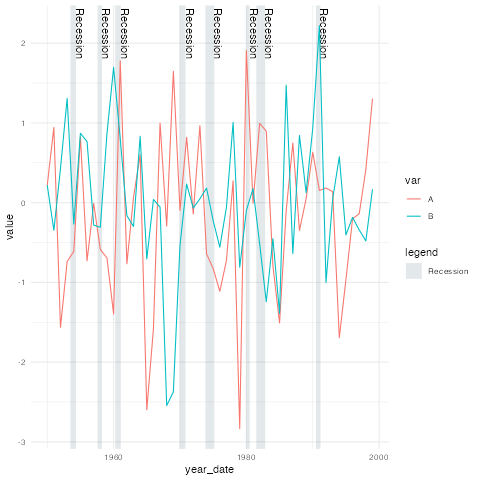 Recession
Recession
Recession
Recession
Recession
Recession
Recession
Recession
2
1
0
-1
-2
-3
value
1960
1980
2000
year_date
var
A
B
legend
Recession